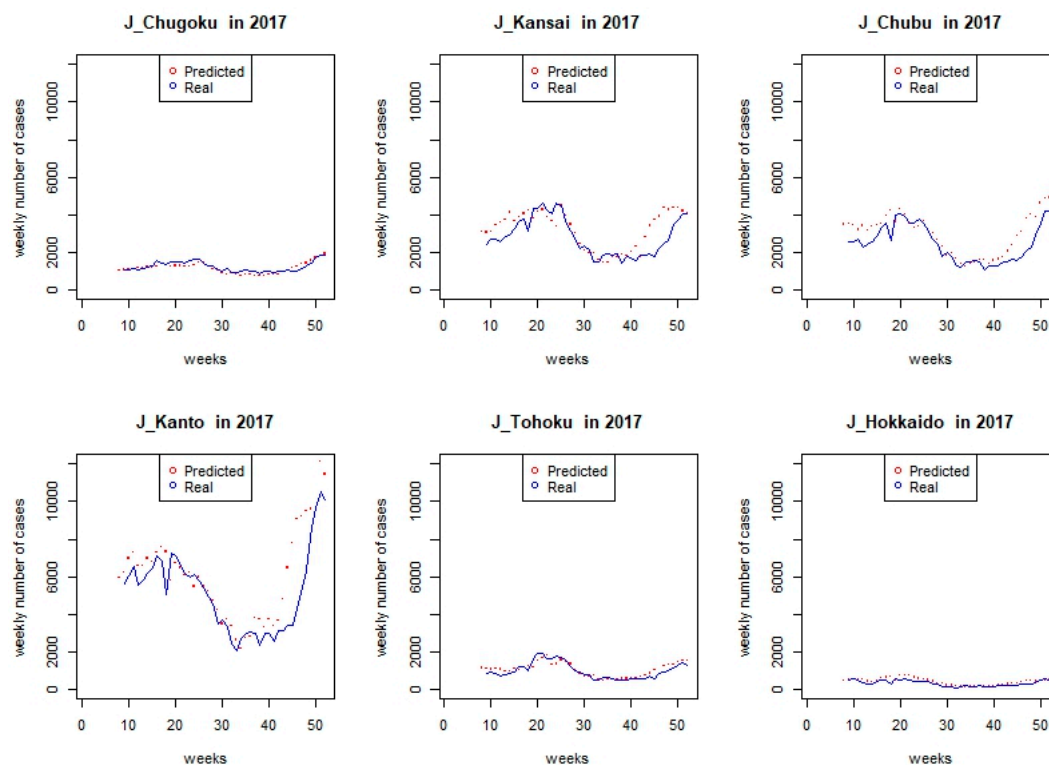 J_Chugoku in 2017
J_Kansai in 2017
J_Chubu in 2017
weekly number of cases
0 2000 6000 10000
Predicted
Real
0 10 20 30 40 50
weeks
weekly number of cases
0 2000 6000 10000
Predicted
Real
0 10 20 30 40 50
weeks
weekly number of cases
0 2000 6000 10000
Predicted
Real
0 10 20 30 40 50
weeks
J_Kanto in 2017
J_Tohoku in 2017
J_Hokkaido in 2017
weekly number of cases
0 2000 6000 10000
Predicted
Real
0 10 20 30 40 50
weeks
weekly number of cases
0 2000 6000 10000
Predicted
Real
0 10 20 30 40 50
weeks
weekly number of cases
0 2000 6000 10000
Predicted
Real
0 10 20 30 40 50
weeks